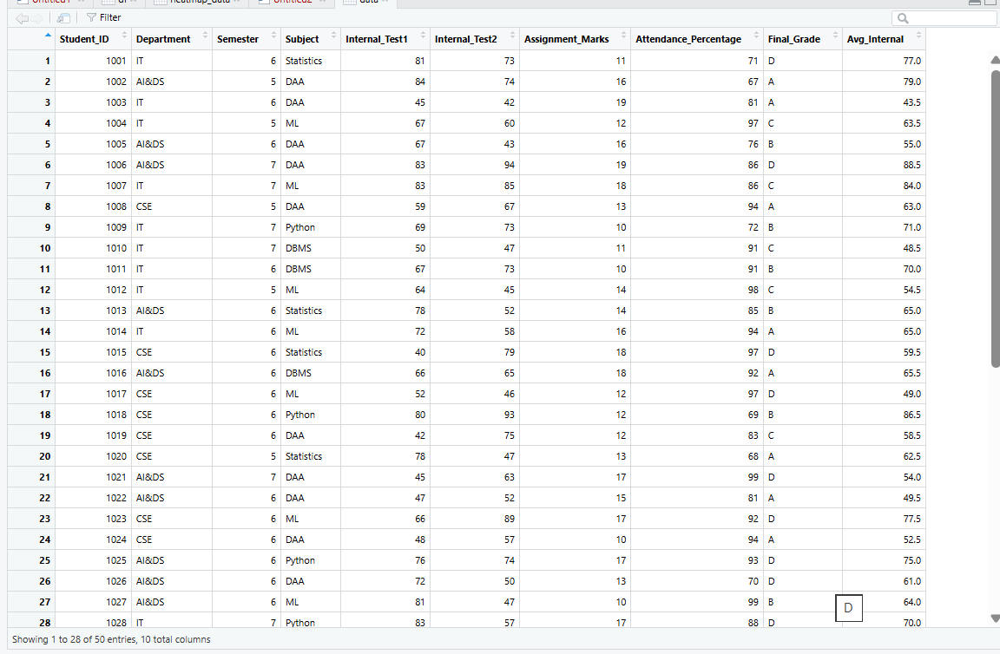 Untitled1* df heatmap_data Untitled2* data
Filter
Student_ID Department Semester Subject Internal_Test1 Internal_Test2 Assignment_Marks Attendance_Percentage Final_Grade Avg_Internal
1 1001 IT 6 Statistics 81 73 11 71 D 77.0
2 1002 AI&DS 5 DAA 84 74 16 67 A 79.0
3 1003 IT 6 DAA 45 42 19 81 A 43.5
4 1004 IT 5 ML 67 60 12 97 C 63.5
5 1005 AI&DS 6 DAA 67 43 16 76 B 55.0
6 1006 AI&DS 7 DAA 83 94 19 86 D 88.5
7 1007 IT 7 ML 83 85 18 86 C 84.0
8 1008 CSE 5 DAA 59 67 13 94 A 63.0
9 1009 IT 7 Python 69 73 10 72 B 71.0
10 1010 IT 7 DBMS 50 47 11 91 C 48.5
11 1011 IT 6 DBMS 67 73 10 91 B 70.0
12 1012 IT 5 ML 64 45 14 98 C 54.5
13 1013 AI&DS 6 Statistics 78 52 14 85 B 65.0
14 1014 IT 6 ML 72 58 16 94 A 65.0
15 1015 CSE 6 Statistics 40 79 18 97 D 59.5
16 1016 AI&DS 6 DBMS 66 65 18 92 A 65.5
17 1017 CSE 6 ML 52 46 12 97 D 49.0
18 1018 CSE 6 Python 80 93 12 69 B 86.5
19 1019 CSE 6 DAA 42 75 12 83 C 58.5
20 1020 CSE 5 Statistics 78 47 13 68 A 62.5
21 1021 AI&DS 7 DAA 45 63 17 99 D 54.0
22 1022 AI&DS 6 DAA 47 52 15 81 A 49.5
23 1023 CSE 6 ML 66 89 17 92 D 77.5
24 1024 CSE 6 DAA 48 57 10 94 A 52.5
25 1025 AI&DS 6 Python 76 74 17 93 D 75.0
26 1026 AI&DS 6 DAA 72 50 13 70 D 61.0
27 1027 AI&DS 6 ML 81 47 10 99 B 64.0
D
28 1028 IT 7 Python 83 57 17 88 D 70.0
Showing 1 to 28 of 50 entries, 10 total columns